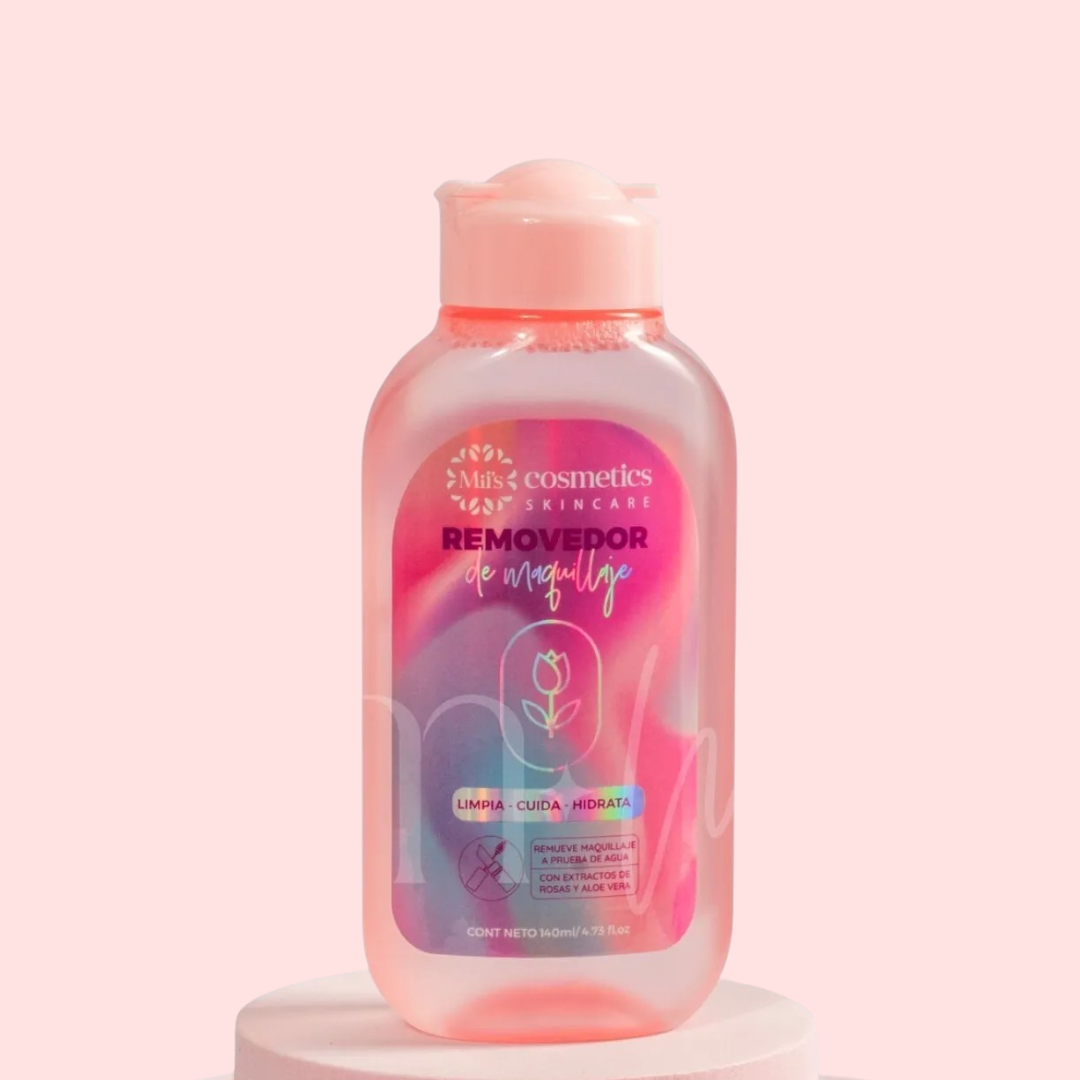 Mii's cosmetics
SKINCARE
REMOVEDOR
de maquillaje
LIMPIA - CUIDA - HIDRATA
REMUEVE MAQUILLAJE
A PRUEBA DE AGUA
CON EXTRACTOS DE
ROSAS Y ALOE VERA
CONT NETO 140ml/ 4.73 fl.oz